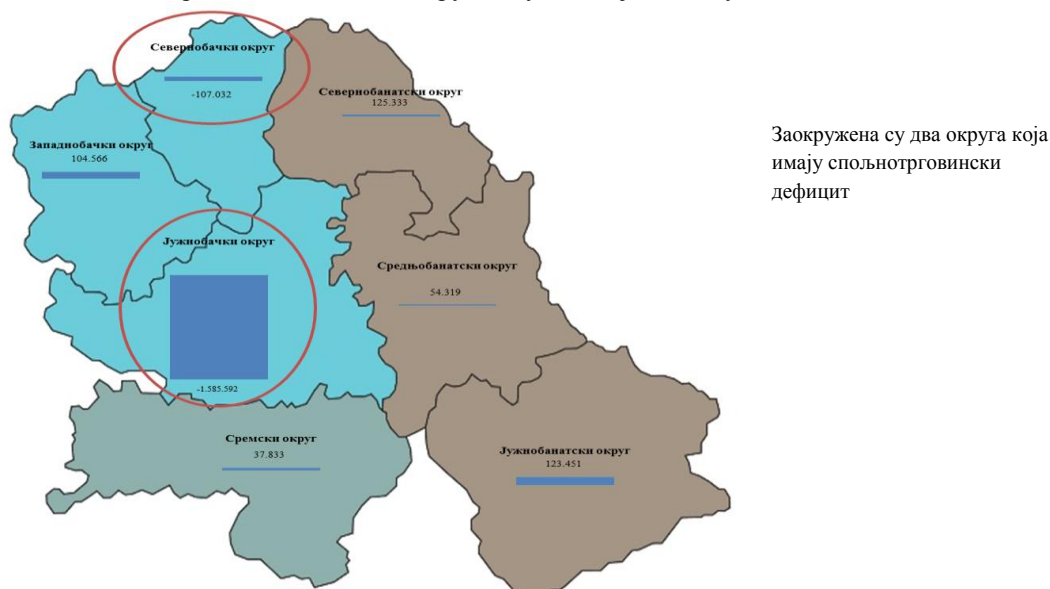 Севернобачки округ
-107.032
Севернобанатски округ
125.333
Западнобачки округ
104.566
Заокружена су два округа која
имају спољнотрговински
дефицит
Јужнобачки округ
-1.585.592
Средњобанатски округ
54.319
Сремски округ
37.833
Јужнобанатски округ
123.451